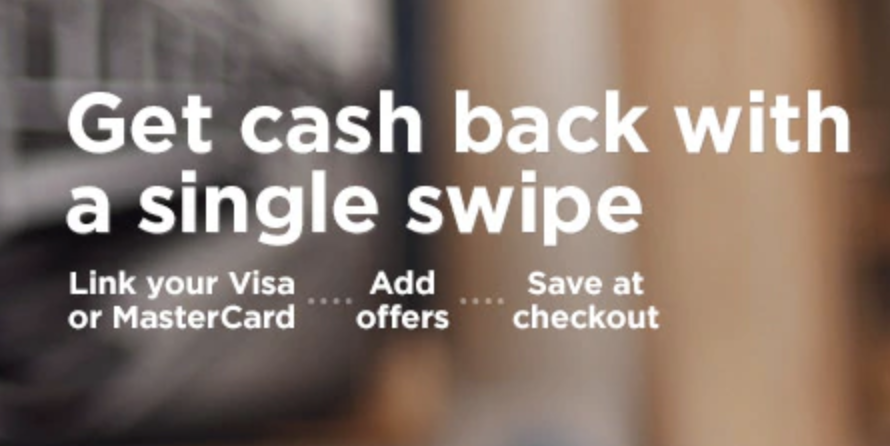 Get cash back with
a single swipe
Link your Visa
or MasterCard
Add
offers
Save at
checkout